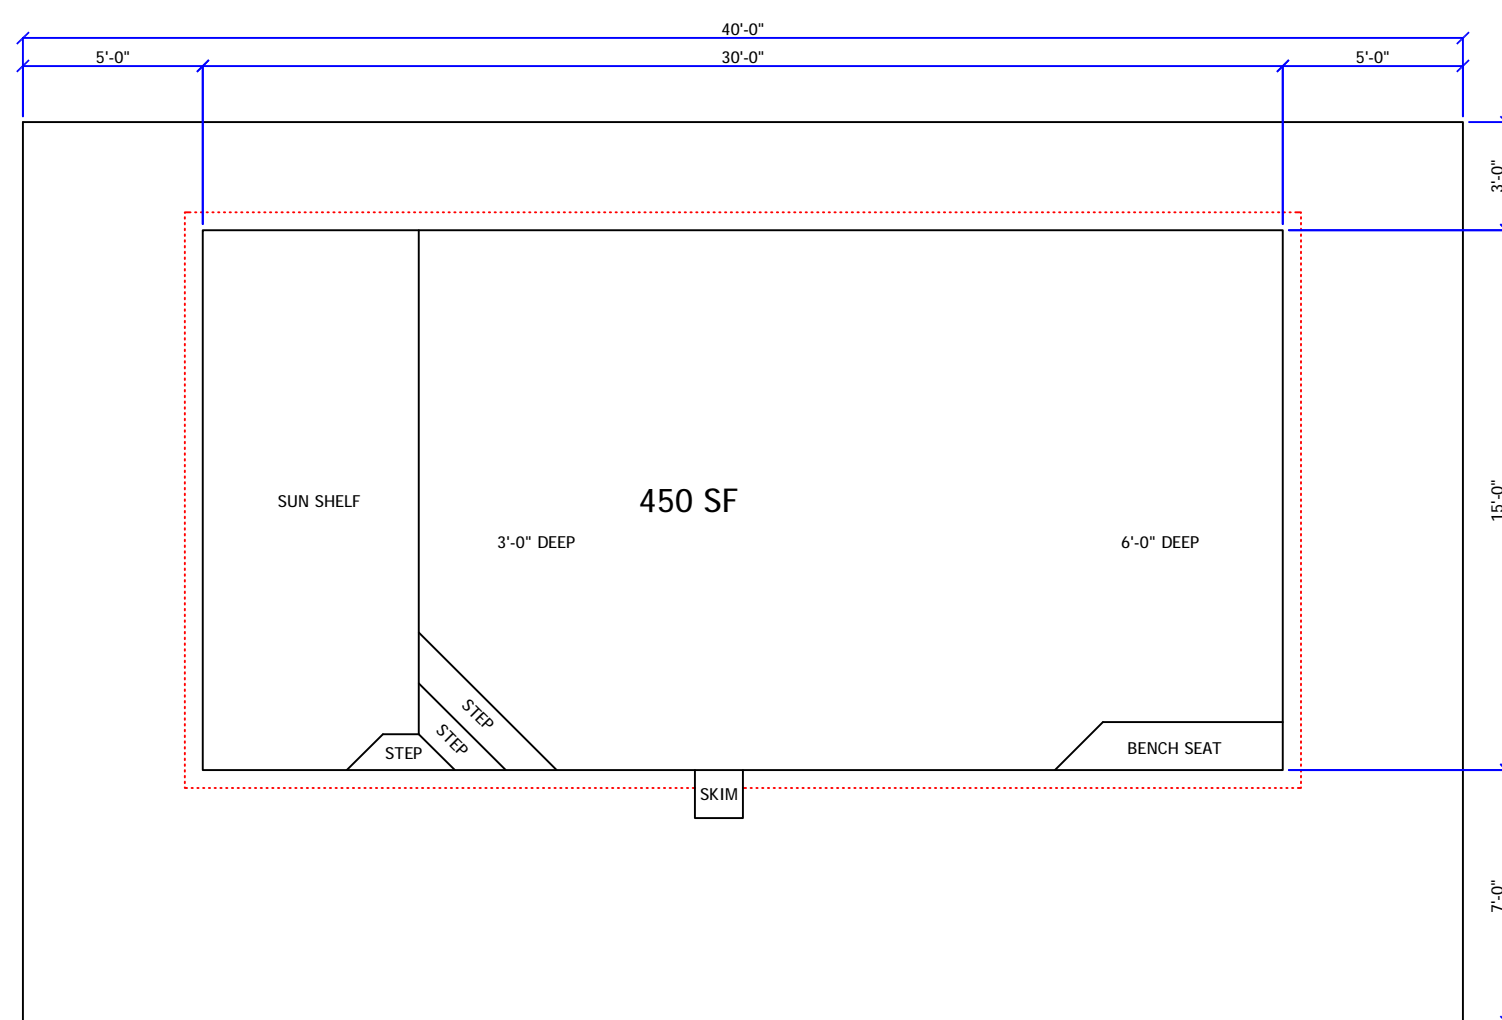 40'-0"
5'-0"
30'-0"
5'-0"
3'-0"
SUN SHELF
450 SF
15'-0"
3'-0" DEEP
6'-0" DEEP
STEP
STEP
STEP
BENCH SEAT
SKIM
7'-0"